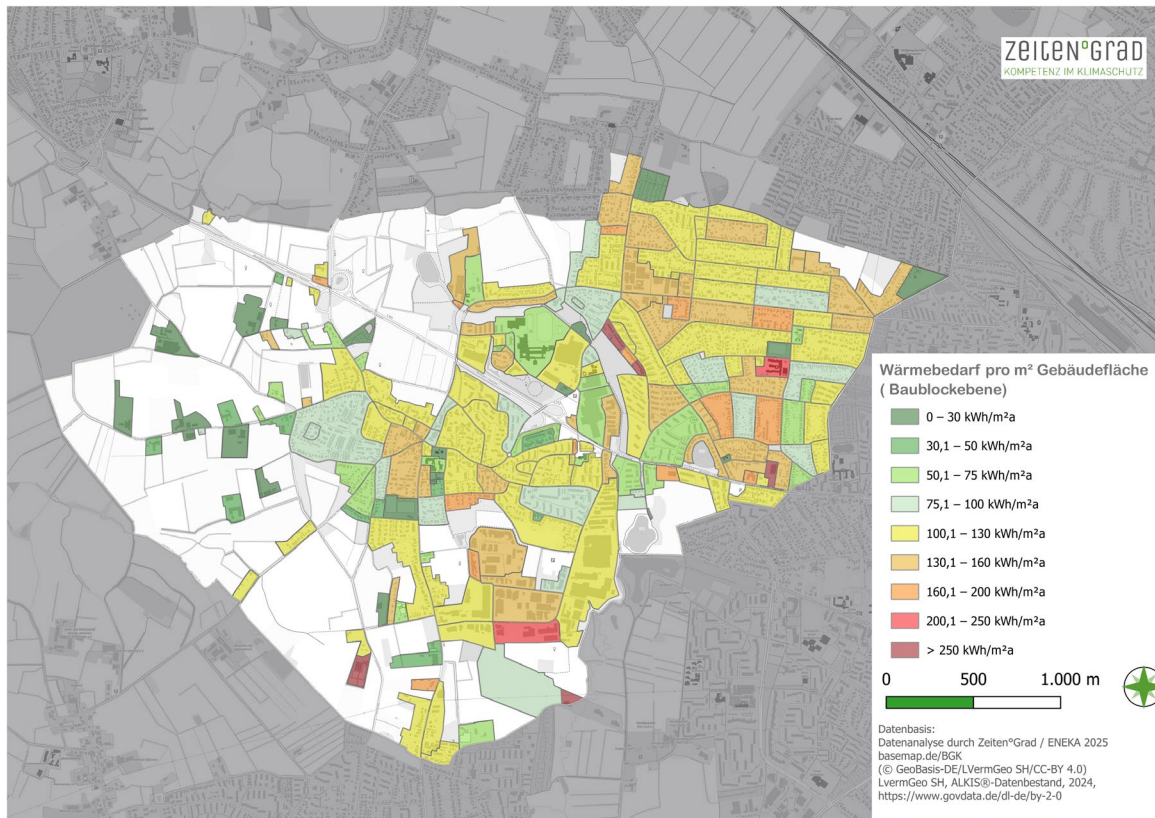 ZEITEN°GRAD
KOMPETENZ IM KLIMASCHUTZ
Wärmebedarf pro m² Gebäudefläche
( Baublockebene)
0 – 30 kWh/m²a
30,1 – 50 kWh/m²a
50,1 – 75 kWh/m²a
75,1 – 100 kWh/m²a
100,1 – 130 kWh/m²a
130,1 – 160 kWh/m²a
160,1 – 200 kWh/m²a
200,1 – 250 kWh/m²a
> 250 kWh/m²a
0 500 1.000 m
Datenbasis:
Datenanalyse durch Zeiten°Grad / ENEKA 2025
basemap.de/BGK
(© GeoBasis-DE/LVermGeo SH/CC-BY 4.0)
LvermGeo SH, ALKIS®-Datenbestand, 2024,
https://www.govdata.de/dl-de/by-2-0